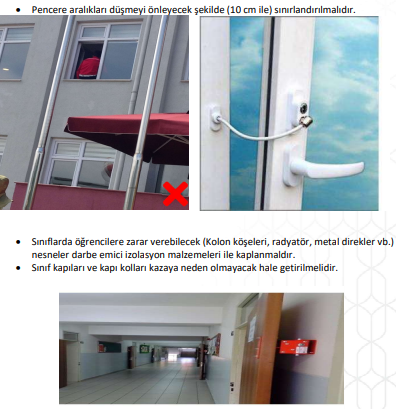 • Pencere aralıkları düşmeyi önleyecek şekilde (10 cm ile) sınırlandırılmalıdır.
• Sınıflarda öğrencilere zarar verebilecek (Kolon köşeleri, radyatör, metal direkler vb.)
nesneler darbe emici izolasyon malzemeleri ile kaplanmaldır.
• Sınıf kapıları ve kapı kolları kazaya neden olmayacak hale getirilmelidir.